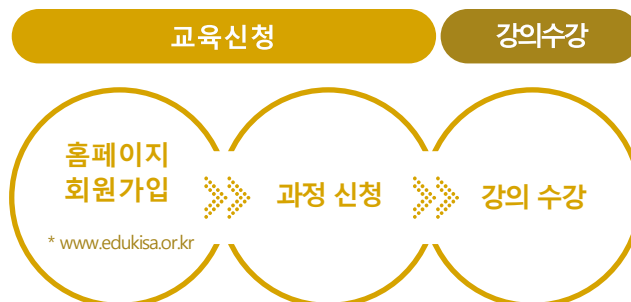 교육신청
강의수강
홈페이지
회원가입
* www.edukisa.or.kr
과정 신청
강의 수강